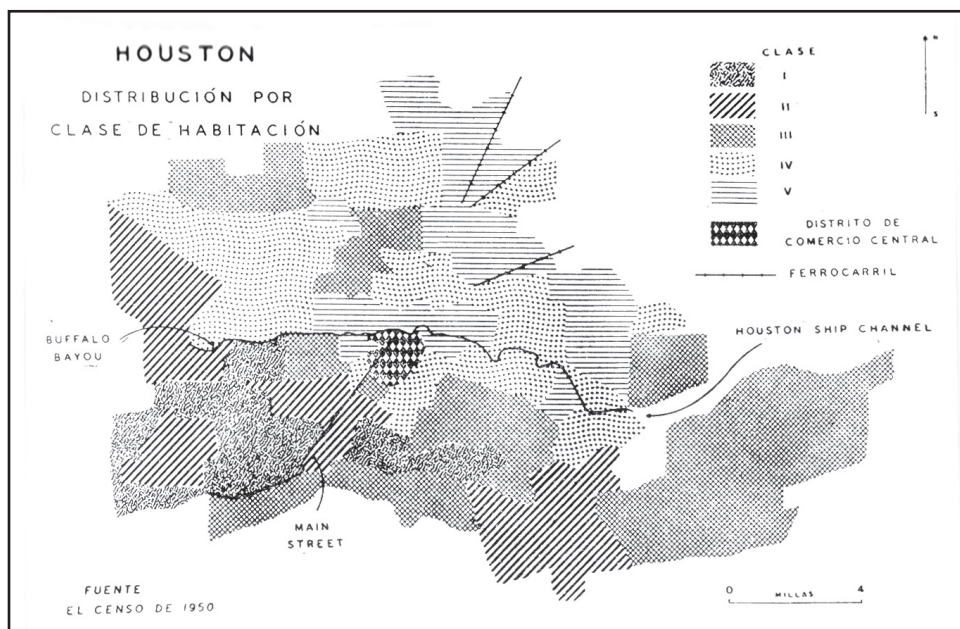 HOUSTON
DISTRIBUCIÓN POR
CLASE DE HABITACIÓN
CLASE
I
II
III
IV
V
DISTRITO DE
COMERCIO CENTRAL
FERROCARRIL
N
S
BUFFALO
BAYOU
HOUSTON SHIP CHANNEL
MAIN
STREET
FUENTE
EL CENSO DE 1950
0 MILLAS 4